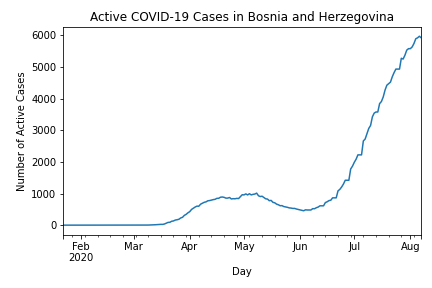 Active COVID-19 Cases in Bosnia and Herzegovina
6000
5000
4000
3000
2000
1000
0
Number of Active Cases
Feb Mar Apr May Jun Jul Aug
2020
Day